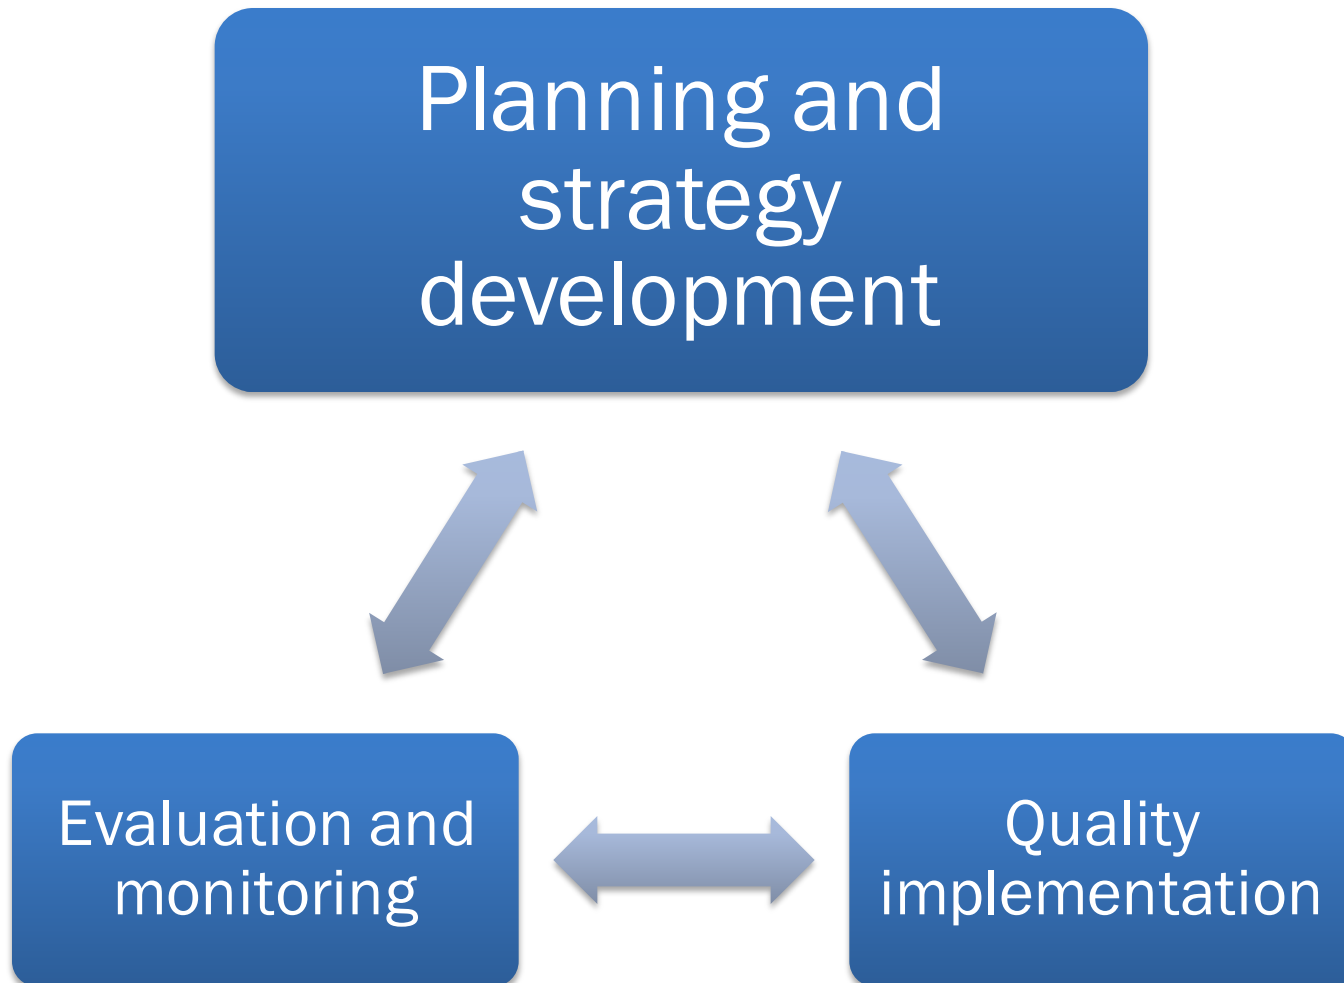 Planning and
strategy
development
Evaluation and
monitoring
Quality
implementation